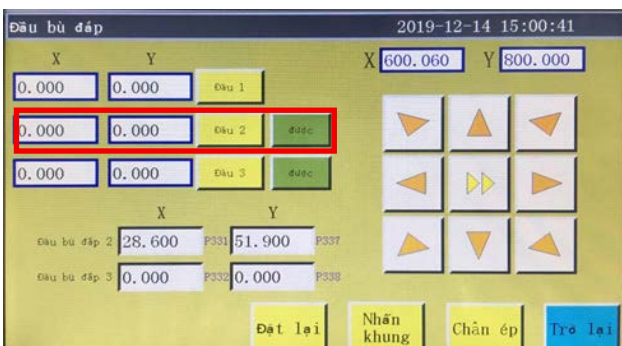 Đầu bù đáp 2019-12-14 15:00:41
X Y X 600.060 Y 800.000
0.000 0.000 Đầu 1
0.000 0.000 Đầu 2 được
0.000 0.000 Đầu 3 được
X Y
Đầu bù đắp 2 28.600 P331 51.900 P337
Đầu bù đắp 3 0.000 P332 0.000 P338
Đặt lại Nhấn khung Chân ép Trở lại